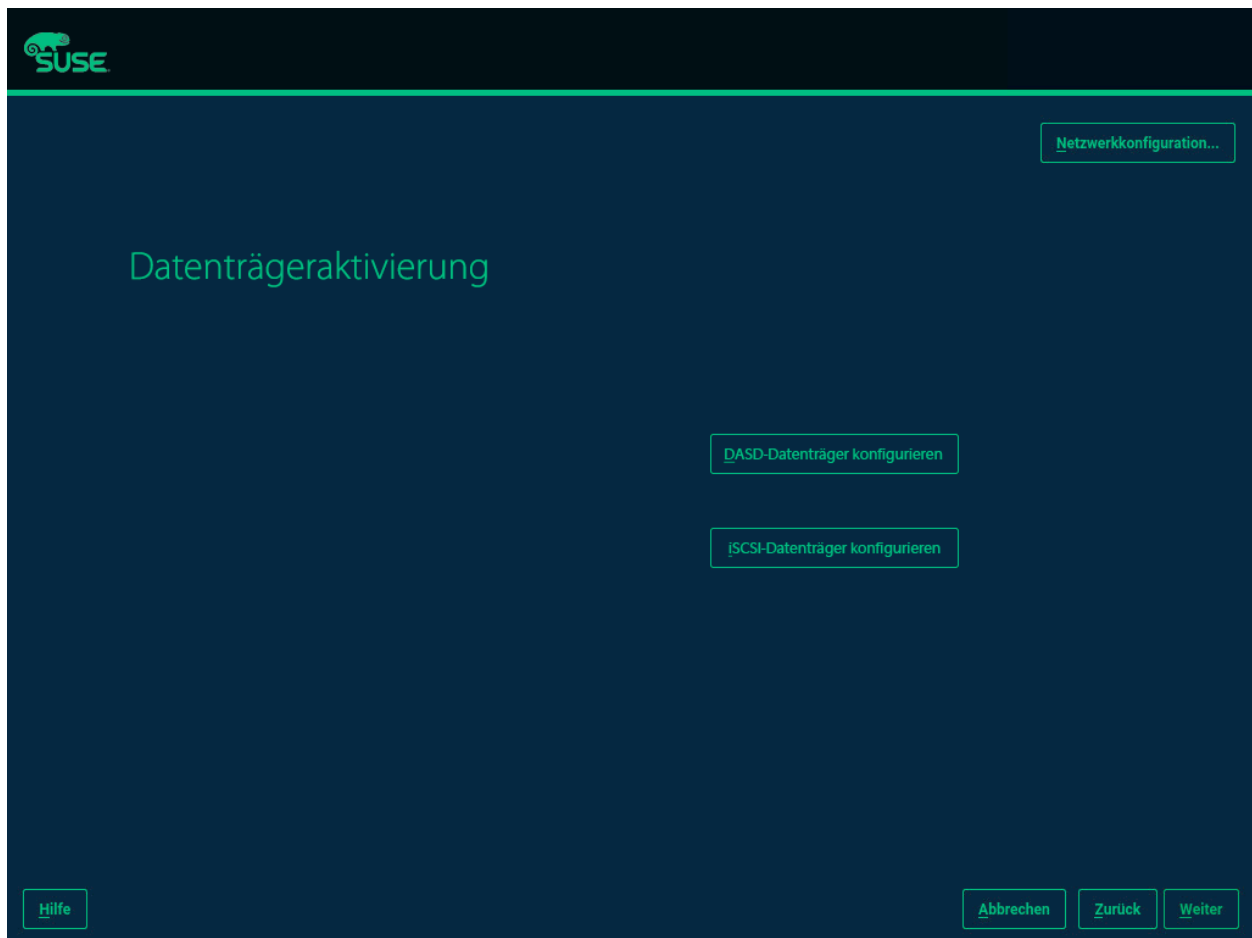 SUSE
Netzwerkkonfiguration...
Datenträgeraktivierung
DASD-Datenträger konfigurieren
iSCSI-Datenträger konfigurieren
Hilfe
Abbrechen
Zurück
Weiter